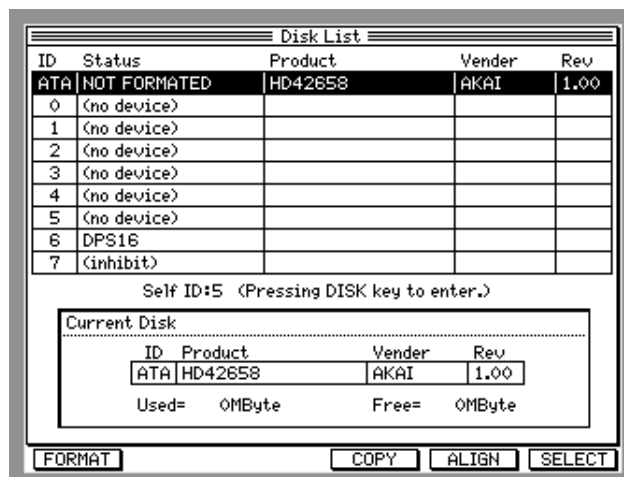 Disk List
ID Status Product Vender Rev
ATA NOT FORMATED HD42658 AKAI 1.00
0 (no device)
1 (no device)
2 (no device)
3 (no device)
4 (no device)
5 (no device)
6 DPS16
7 (inhibit)
Self ID:5 (Pressing DISK key to enter.)
Current Disk
ID Product Vender Rev
ATA HD42658 AKAI 1.00
Used= 0MByte Free= 0MByte
FORMAT COPY ALIGN SELECT